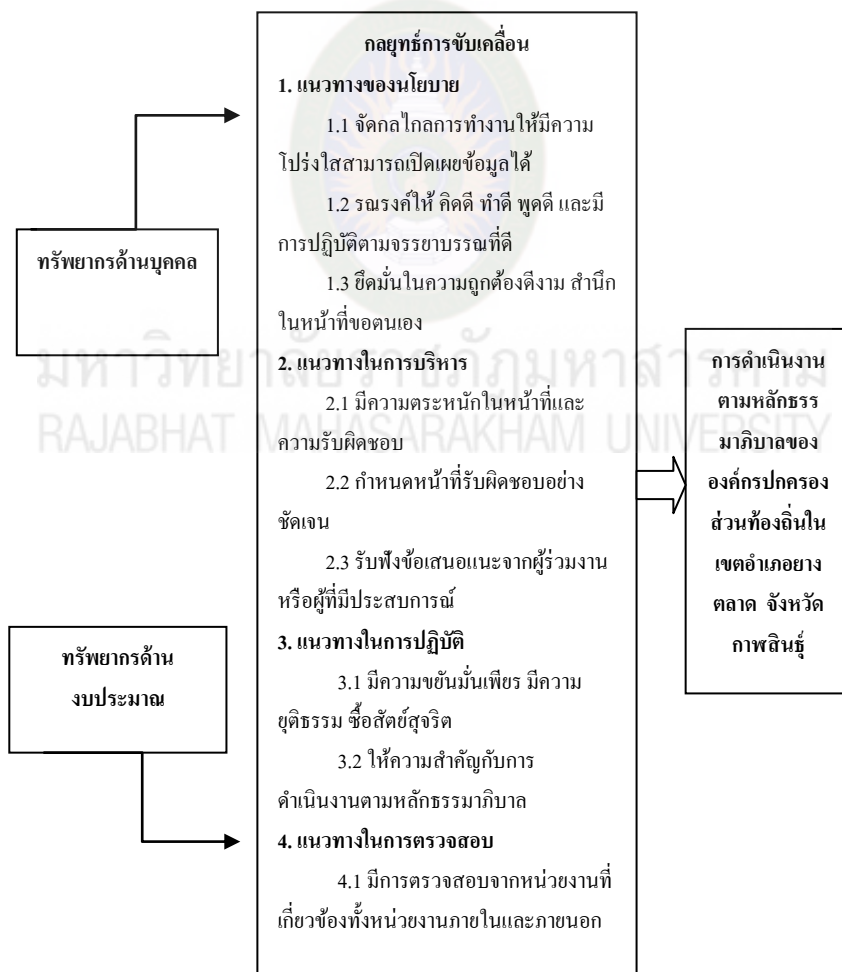 กลยุทธ์การขับเคลื่อน
1. แนวทางของนโยบาย
1.1 จัดกลไกลการทำงานให้มีความ
โปร่งใสสามารถเปิดเผยข้อมูลได้
1.2 รณรงค์ให้ คิดดี ทำดี พูดดี และมี
การปฏิบัติตามจรรยาบรรณที่ดี
1.3 ยึดมั่นในความถูกต้องดีงาม สำนึก
ในหน้าที่ขอตนเอง
2. แนวทางในการบริหาร
2.1 มีความตระหนักในหน้าที่และ
ความรับผิดชอบ
2.2 กำหนดหน้าที่รับผิดชอบอย่าง
ชัดเจน
2.3 รับฟังข้อเสนอแนะจากผู้ร่วมงาน
หรือผู้ที่มีประสบการณ์
3. แนวทางในการปฏิบัติ
3.1 มีความขยันมั่นเพียร มีความ
ยุติธรรม ซื่อสัตย์สุจริต
3.2 ให้ความสำคัญกับการ
ดำเนินงานตามหลักธรรมาภิบาล
4. แนวทางในการตรวจสอบ
4.1 มีการตรวจสอบจากหน่วยงานที่
เกี่ยวข้องทั้งหน่วยงานภายในและภายนอก
ทรัพยากรด้านบุคคล
ทรัพยากรด้าน
งบประมาณ
การดำเนินงาน
ตามหลักธรร
มาภิบาลของ
องค์กรปกครอง
ส่วนท้องถิ่นใน
เขตอำเภอยาง
ตลาด จังหวัด
กาฬสินธุ์
มหาวิทยาลัยราชภัฏมหาสารคาม
RAJABHAT MAHASARAKHAM UNIVERSITY